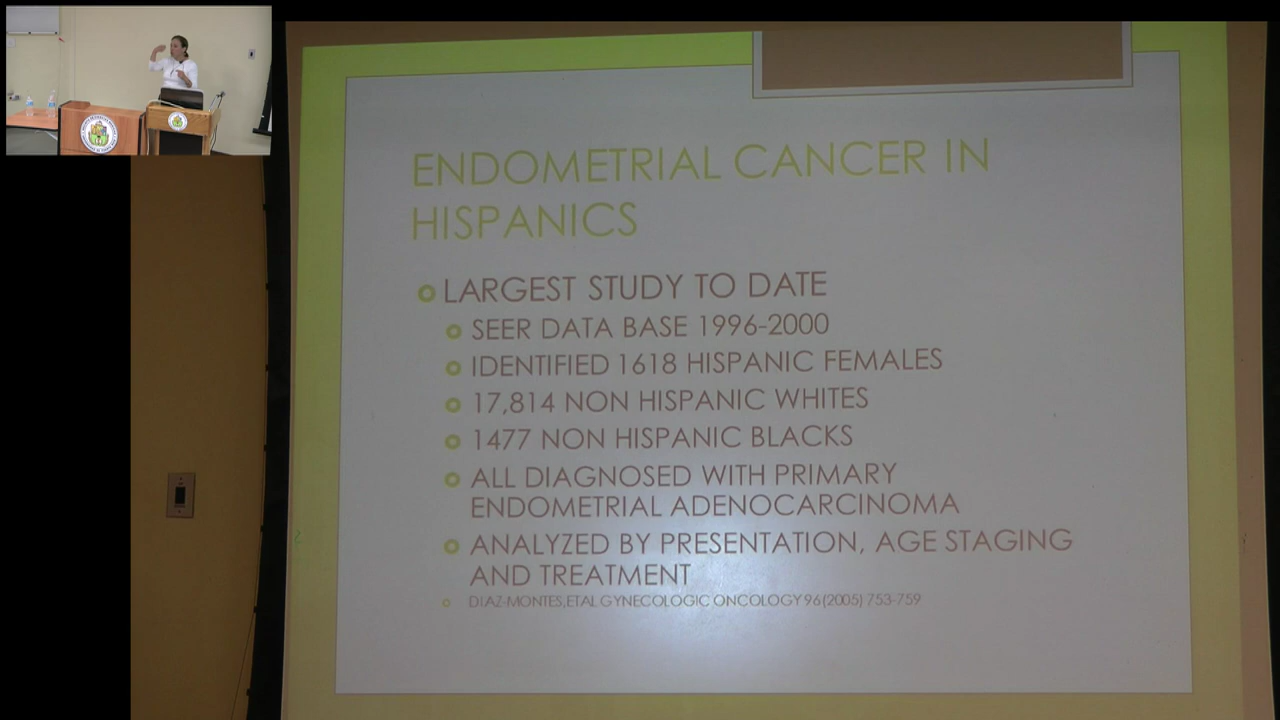 ENDOMETRIAL CANCER IN
HISPANICS
LARGEST STUDY TO DATE
SEER DATA BASE 1996-2000
IDENTIFIED 1618 HISPANIC FEMALES
17,814 NON HISPANIC WHITES
1477 NON HISPANIC BLACKS
ALL DIAGNOSED WITH PRIMARY
ENDOMETRIAL ADENOCARCINOMA
ANALYZED BY PRESENTATION, AGE STAGING
AND TREATMENT
DIAZ-MONTES,ETAL GYNECOLOGIC ONCOLOGY 96(2005) 753-759